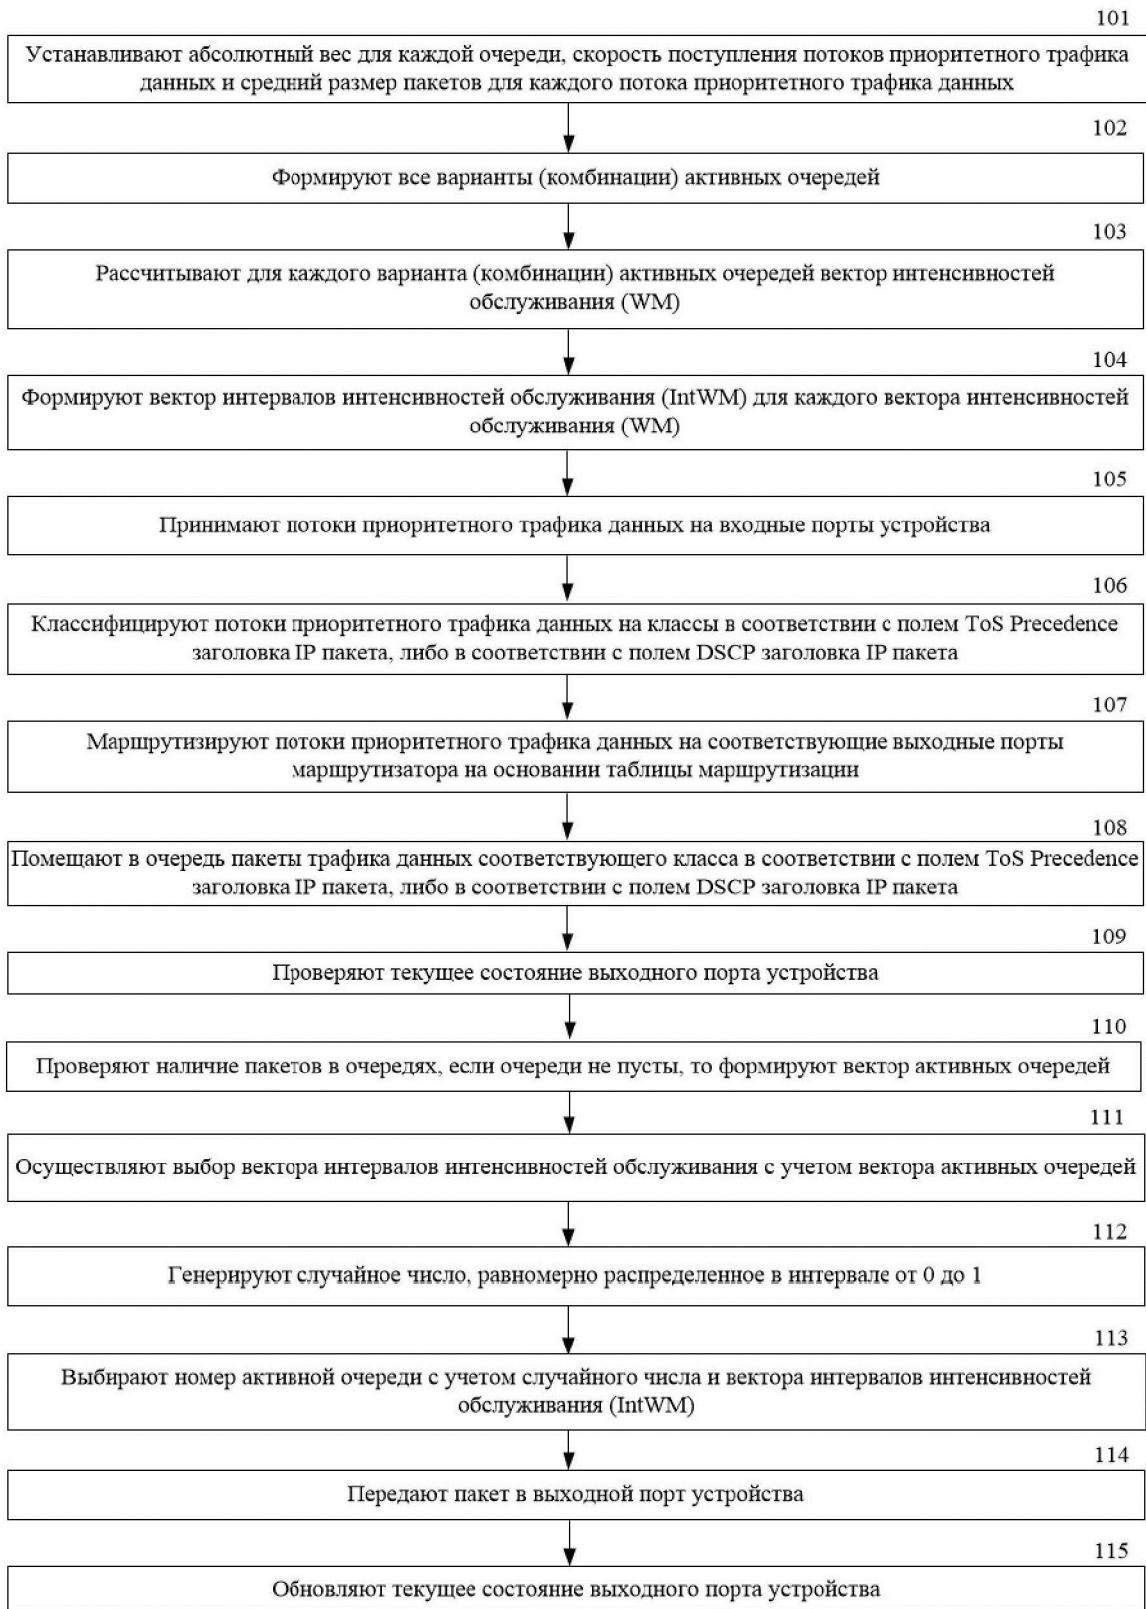 101
Устанавливают абсолютный вес для каждой очереди, скорость поступления потоков приоритетного трафика
данных и средний размер пакетов для каждого потока приоритетного трафика данных
102
Формируют все варианты (комбинации) активных очередей
103
Рассчитывают для каждого варианта (комбинации) активных очередей вектор интенсивностей
обслуживания (WM)
104
Формируют вектор интервалов интенсивностей обслуживания (IntWM) для каждого вектора интенсивностей
обслуживания (WM)
105
Принимают потоки приоритетного трафика данных на входные порты устройства
106
Классифицируют потоки приоритетного трафика данных на классы в соответствии с полем ToS Precedence
заголовка IP пакета, либо в соответствии с полем DSCP заголовка IP пакета
107
Маршрутизируют потоки приоритетного трафика данных на соответствующие выходные порты
маршрутизатора на основании таблицы маршрутизации
108
Помещают в очередь пакеты трафика данных соответствующего класса в соответствии с полем ToS Precedence
заголовка IP пакета, либо в соответствии с полем DSCP заголовка IP пакета
109
Проверяют текущее состояние выходного порта устройства
110
Проверяют наличие пакетов в очередях, если очереди не пусты, то формируют вектор активных очередей
111
Осуществляют выбор вектора интервалов интенсивностей обслуживания с учетом вектора активных очередей
112
Генерируют случайное число, равномерно распределенное в интервале от 0 до 1
113
Выбирают номер активной очереди с учетом случайного числа и вектора интервалов интенсивностей
обслуживания (IntWM)
114
Передают пакет в выходной порт устройства
115
Обновляют текущее состояние выходного порта устройства